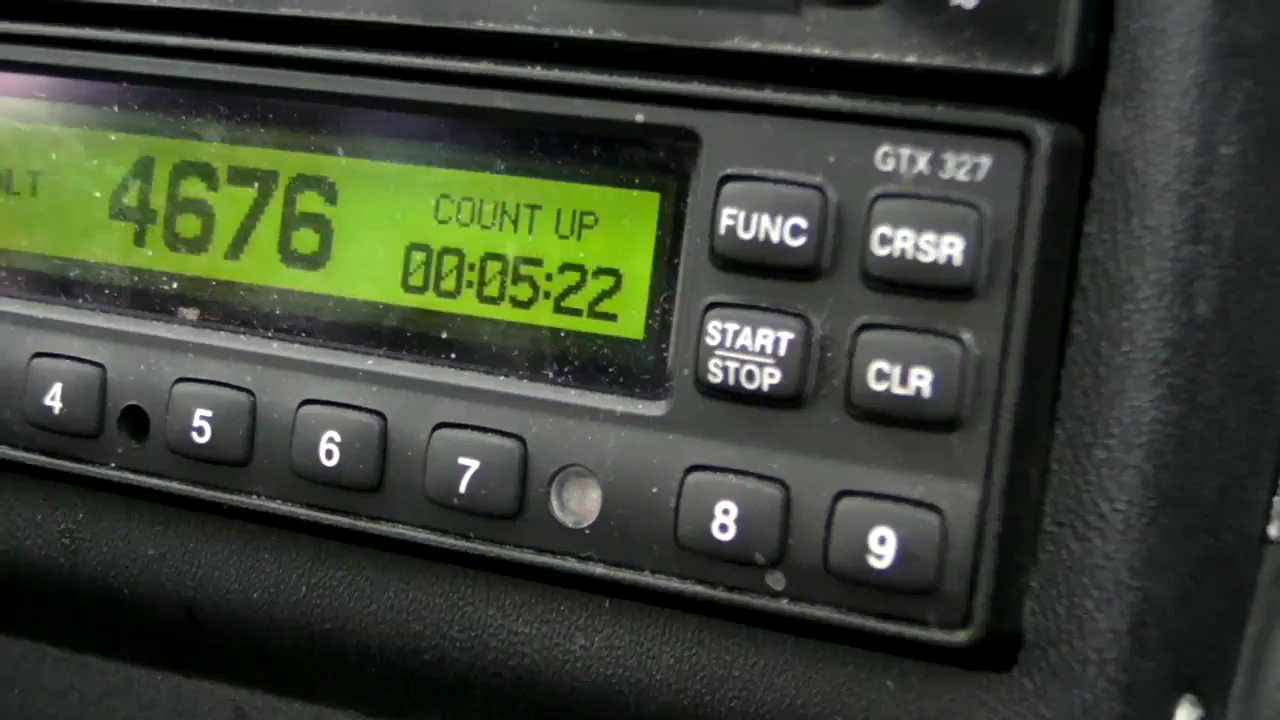 GTX 327
LT
4676
COUNT UP
00:05:22
FUNC
CRSR
START
STOP
CLR
4
5
6
7
8
9